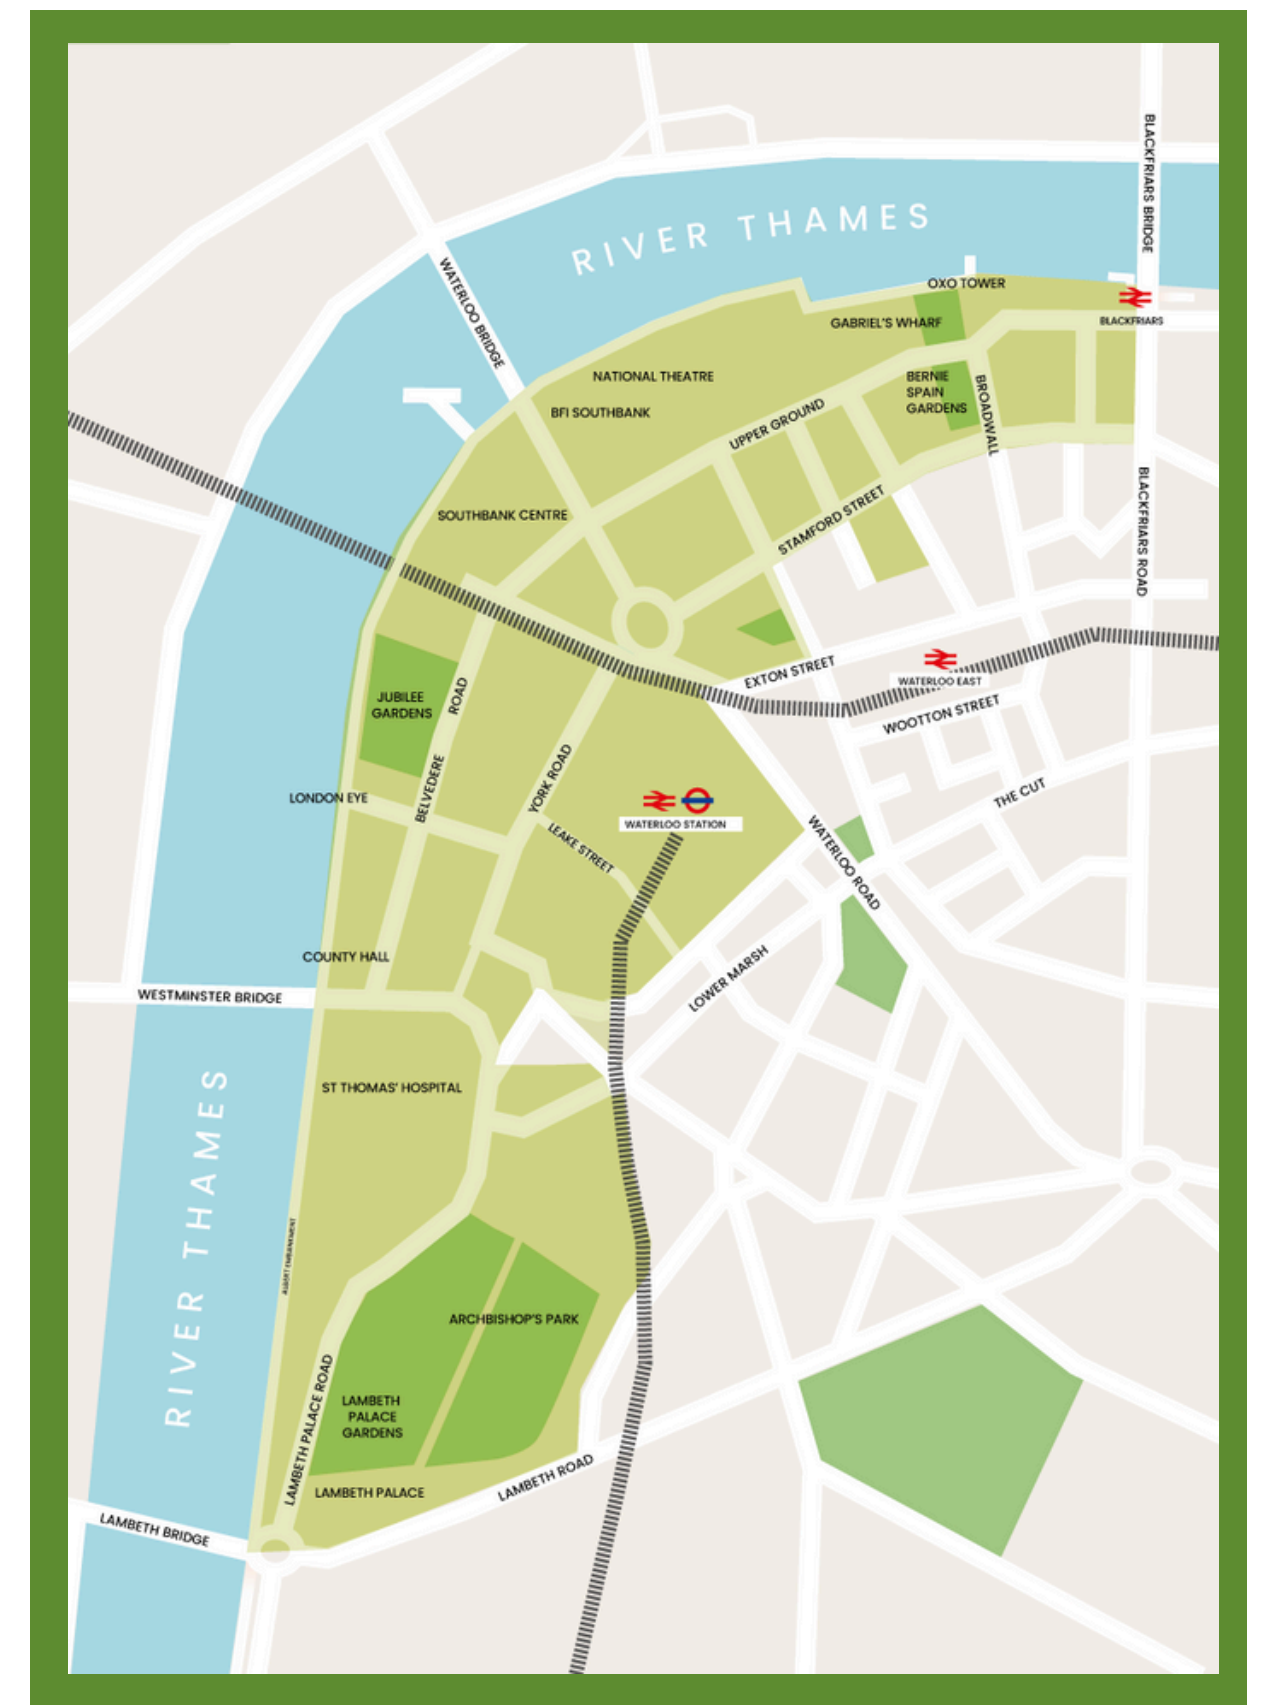 BLACKFRIARS BRIDGE
RIVER THAMES
WATERLOO BRIDGE
OXO TOWER
GABRIEL'S WHARF
BLACKFRIARS
NATIONAL THEATRE
BFI SOUTHBANK
BERNIE
SPAIN
GARDENS
BROADWALL
UPPER GROUND
STAMFORD STREET
SOUTHBANK CENTRE
BLACKFRIARS ROAD
EXTON STREET
WATERLOO EAST
WOOTTON STREET
JUBILEE
GARDENS
BELVEDERE ROAD
YORK ROAD
LONDON EYE
LEAKE STREET
WATERLOO STATION
THE CUT
WATERLOO ROAD
COUNTY HALL
LOWER MARSH
WESTMINSTER BRIDGE
ST THOMAS' HOSPITAL
RIVER THAMES
ALBERT EMBANKMENT
ARCHBISHOP'S PARK
LAMBETH PALACE ROAD
LAMBETH
PALACE
GARDENS
LAMBETH PALACE
LAMBETH ROAD
LAMBETH BRIDGE